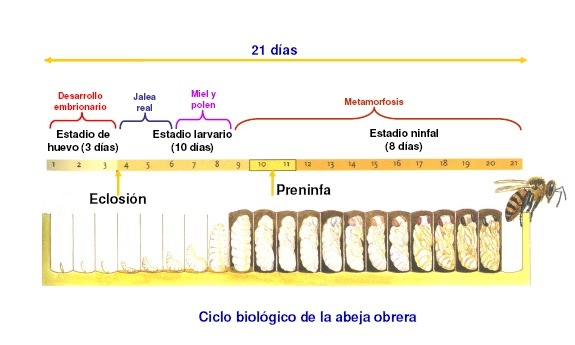 21 días
Desarrollo
embrionario
Jalea
real
Miel y
polen
Metamorfosis
Estadio de
huevo (3 días)
Estadio larvario
(10 días)
Estadio ninfal
(8 días)
1 2 3 4 5 6 7 8 9 10 11 12 13 14 15 16 17 18 19 20 21
Eclosión
Preninfa
Ciclo biológico de la abeja obrera